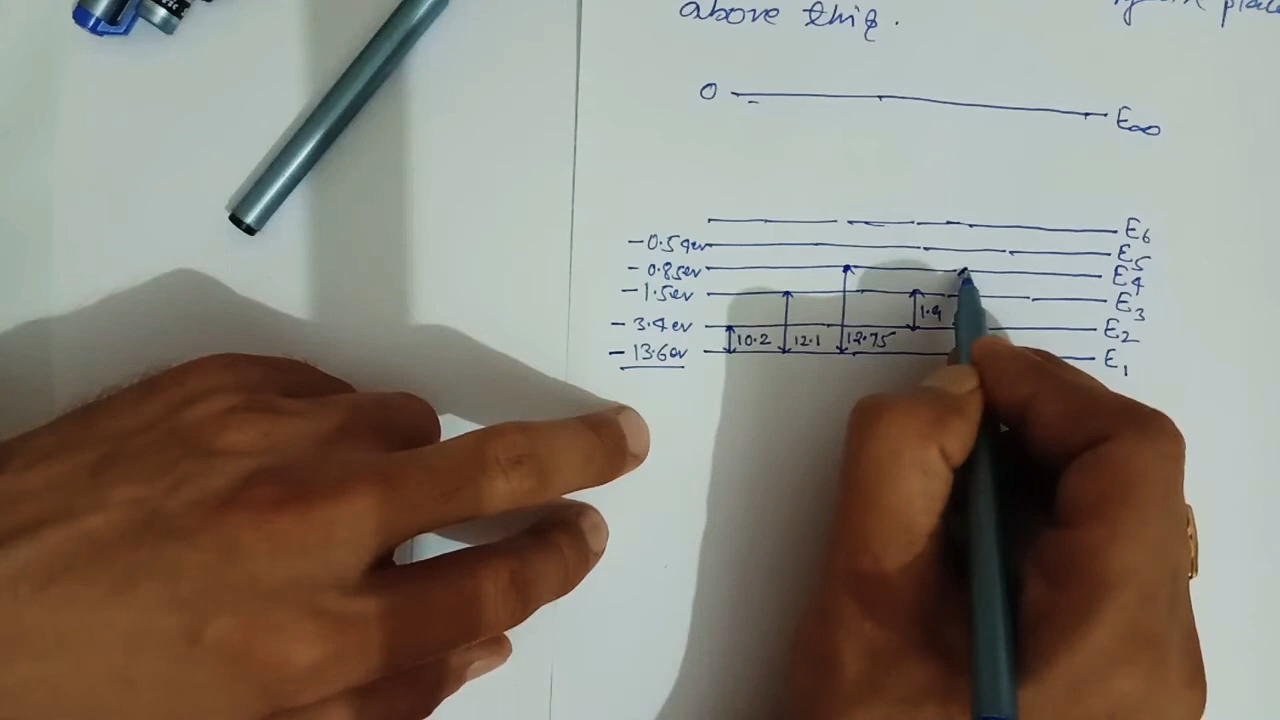 above this.
0 E∞
E6
-0.54ev E5
-0.85ev E4
-1.5ev E3
1.9
-3.4ev E2
10.2 12.1 12.75
-13.6ev E1